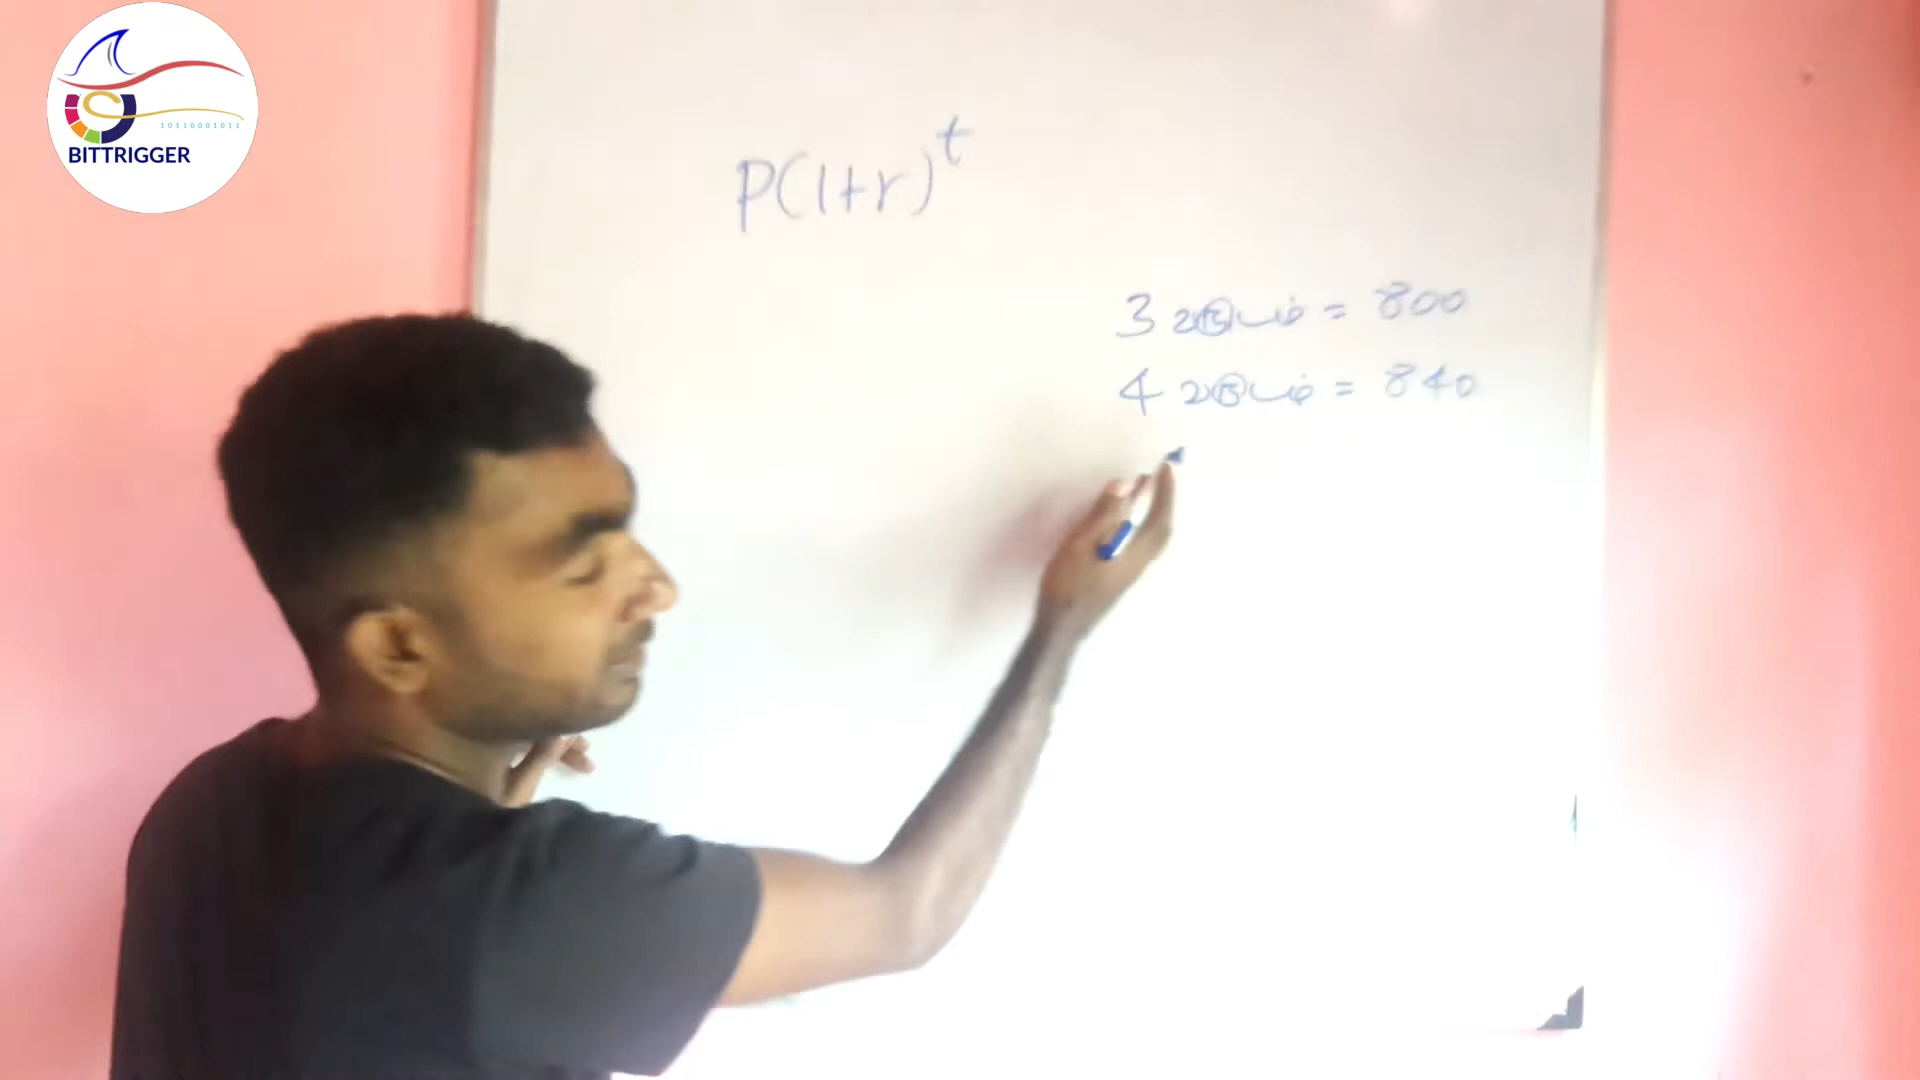 10110001011
BITTRIGGER
P(1+r)^t
3 வருடம் = 800
4 வருடம் = 840